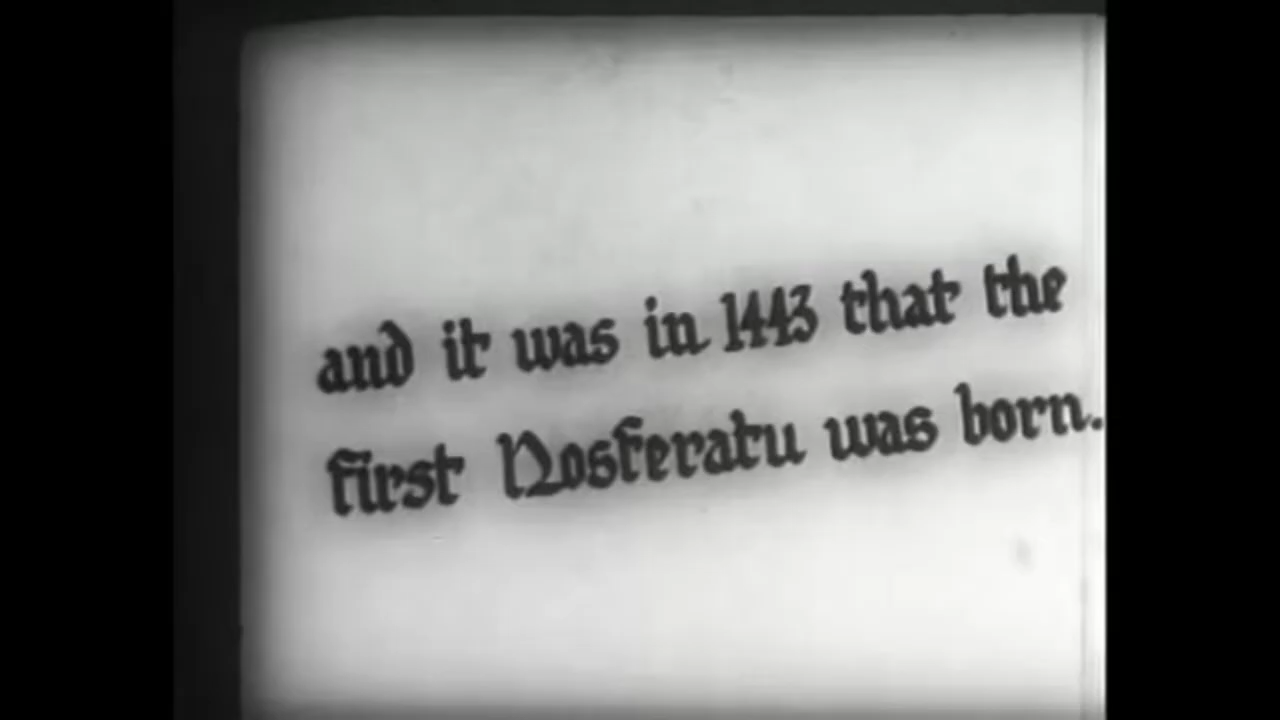 and it was in 1443 that the
first Nosferatu was born.